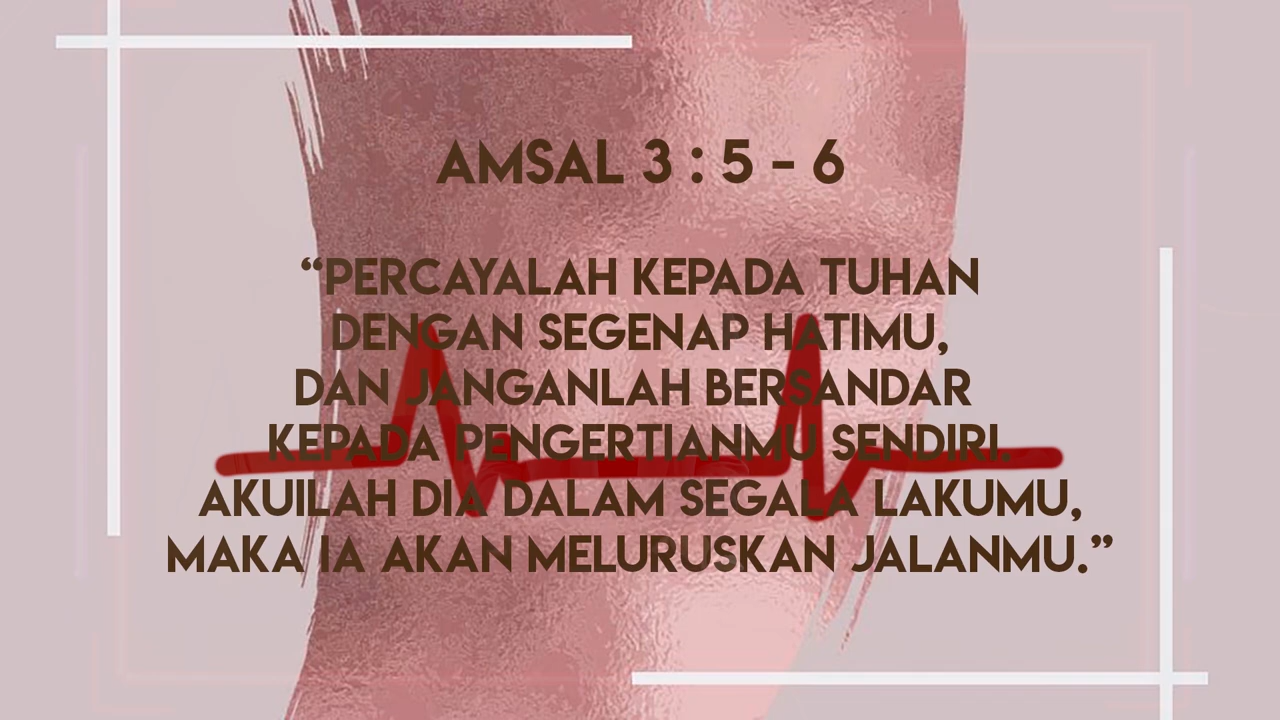 AMSAL 3 : 5 - 6
“PERCAYALAH KEPADA TUHAN
DENGAN SEGENAP HATIMU,
DAN JANGANLAH BERSANDAR
KEPADA PENGERTIANMU SENDIRI.
AKUILAH DIA DALAM SEGALA LAKUMU,
MAKA IA AKAN MELURUSKAN JALANMU.”